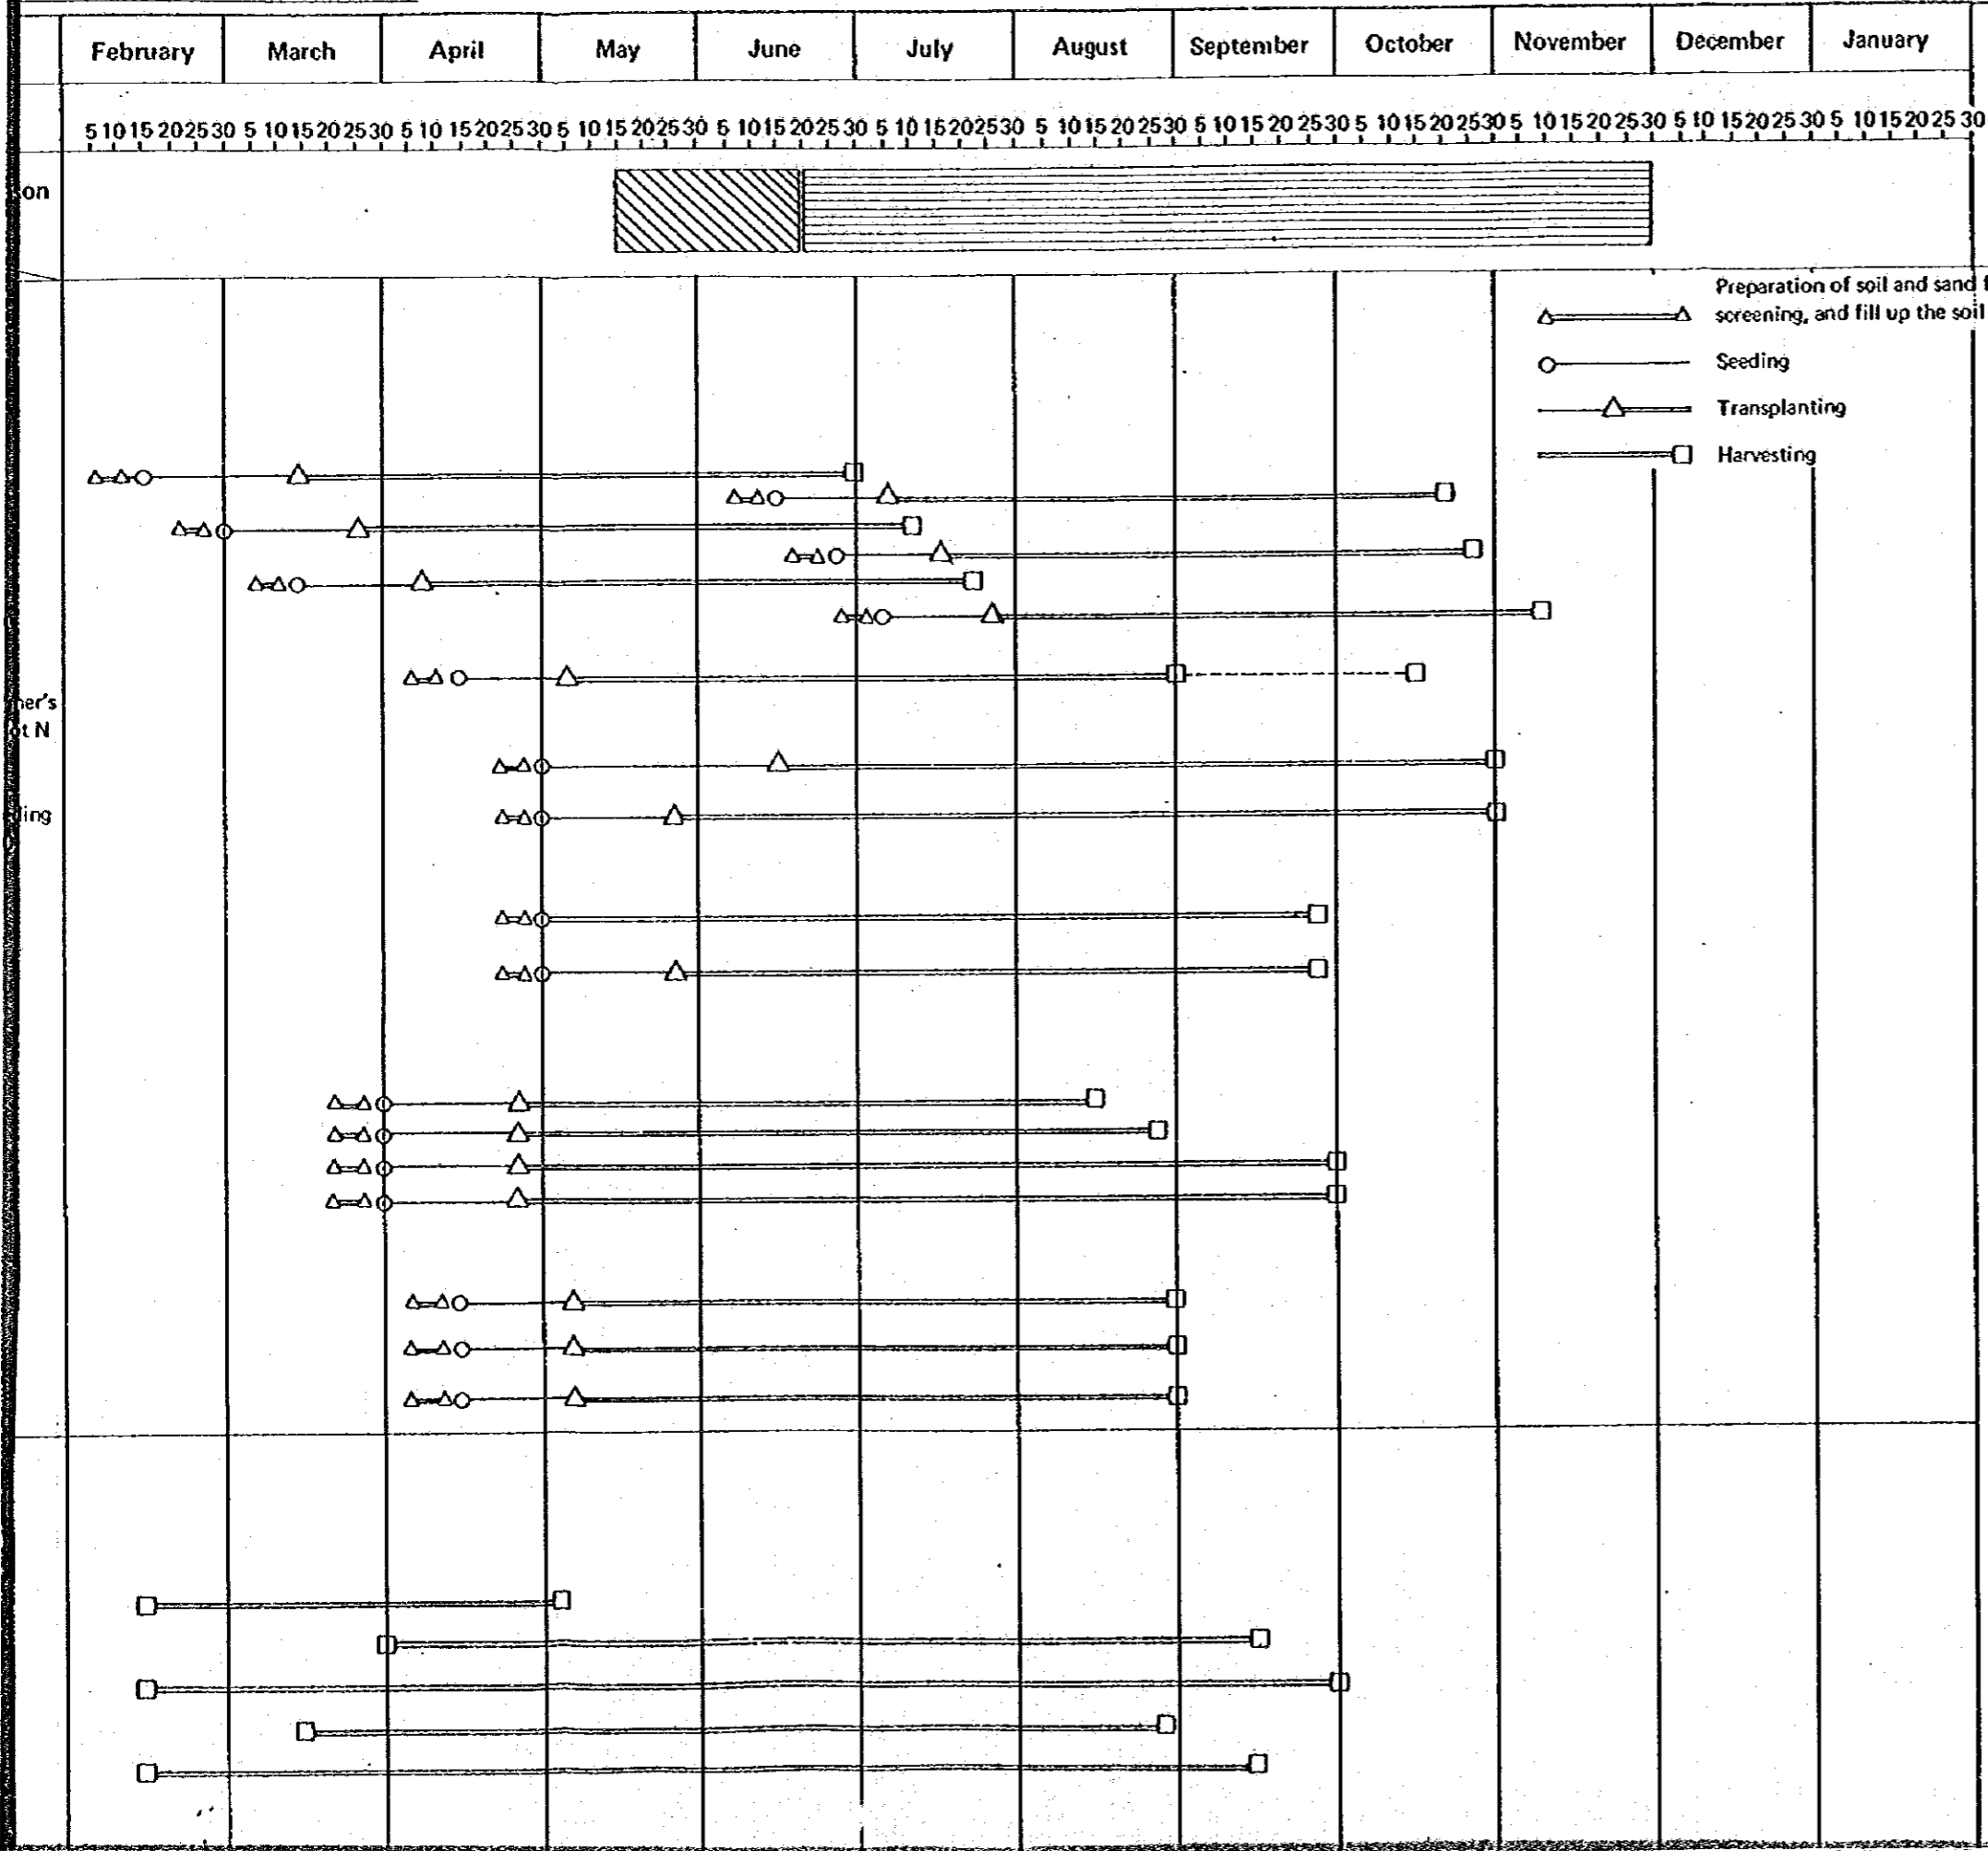 February March April May June July August September October November December January
5 10 15 20 25 30 5 10 15 20 25 30 5 10 15 20 25 30 5 10 15 20 25 30 5 10 15 20 25 30 5 10 15 20 25 30 5 10 15 20 25 30 5 10 15 20 25 30 5 10 15 20 25 30 5 10 15 20 25 30 5 10 15 20 25 30 5 10 15 20 25 30
son
Preparation of soil and sand f
screening, and fill up the soil
Seeding
Transplanting
Harvesting
ner's
ot N
ding